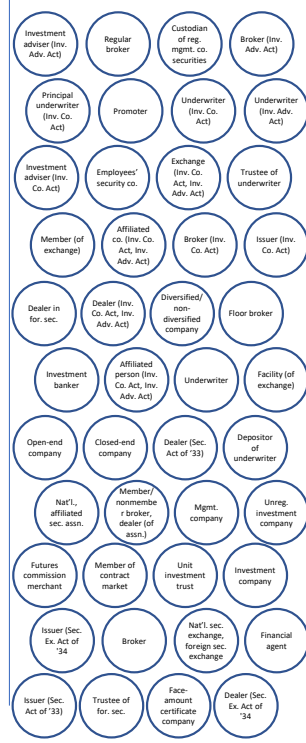 Investment
adviser (Inv.
Adv. Act)
Regular
broker
Custodian
of reg.
mgmt. co.
securities
Broker (Inv.
Adv. Act)
Principal
underwriter
(Inv. Co.
Act)
Promoter
Underwriter
(Inv. Co.
Act)
Underwriter
(Inv. Adv.
Act)
Investment
adviser (Inv.
Co. Act)
Employees'
security co.
Exchange
(Inv. Co.
Act, Inv.
Adv. Act)
Trustee of
underwriter
Member (of
exchange)
Affiliated
co. (Inv. Co.
Act, Inv.
Adv. Act)
Broker (Inv.
Co. Act)
Issuer (Inv.
Co. Act)
Dealer in
for. sec.
Dealer (Inv.
Co. Act, Inv.
Adv. Act)
Diversified/
non-
diversified
company
Floor broker
Investment
banker
Affiliated
person (Inv.
Co. Act, Inv.
Adv. Act)
Underwriter
Facility (of
exchange)
Open-end
company
Closed-end
company
Dealer (Sec.
Act of '33)
Depositor
of
underwriter
Nat'l.,
affiliated
sec. assn.
Member/
nonmembe
r broker,
dealer (of
assn.)
Mgmt.
company
Unreg.
investment
company
Futures
commission
merchant
Member of
contract
market
Unit
investment
trust
Investment
company
Issuer (Sec.
Ex. Act of
'34
Broker
Nat'l. sec.
exchange,
foreign sec.
exchange
Financial
agent
Issuer (Sec.
Act of '33)
Trustee of
for. sec.
Face-
amount
certificate
company
Dealer (Sec.
Ex. Act of
'34